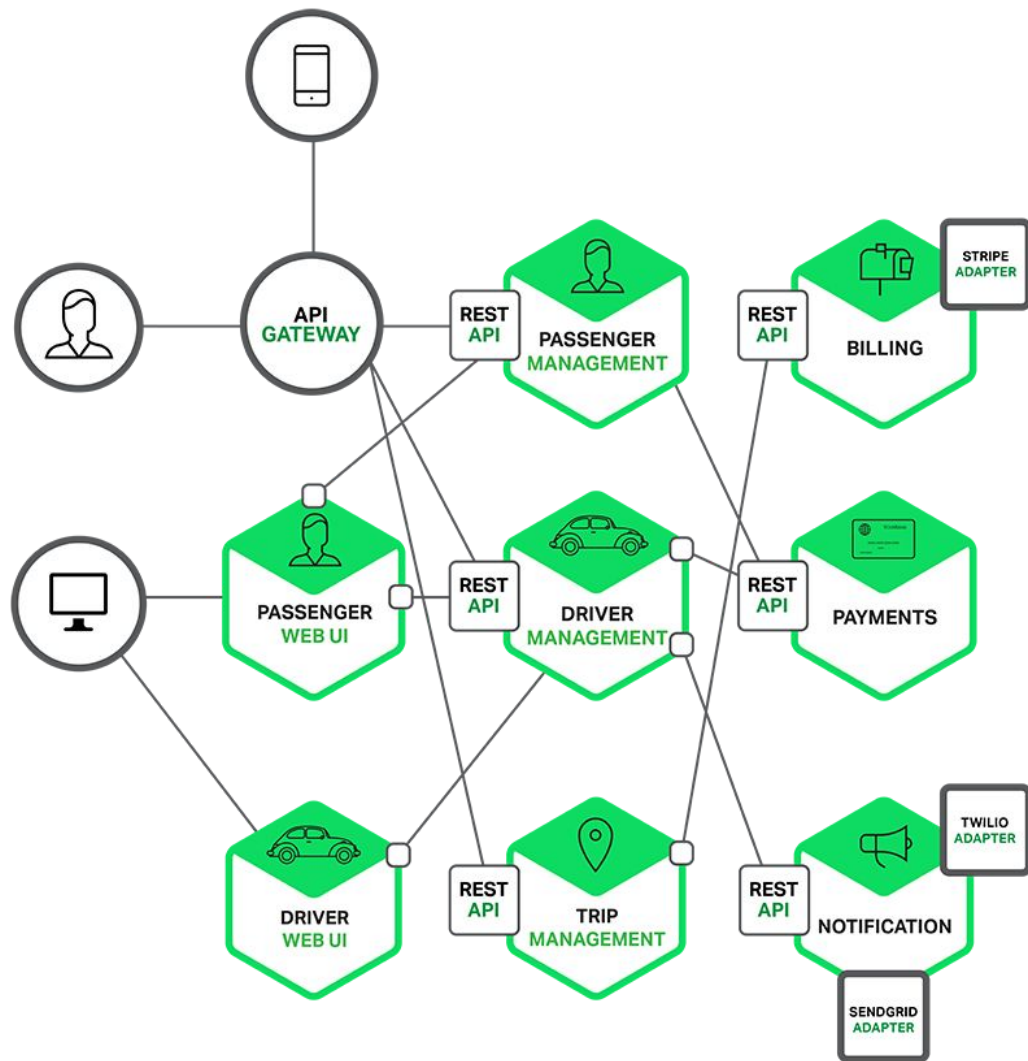 API
GATEWAY
REST
API
PASSENGER
MANAGEMENT
REST
API
BILLING
STRIPE
ADAPTER
PASSENGER
WEB UI
REST
API
DRIVER
MANAGEMENT
REST
API
PAYMENTS
DRIVER
WEB UI
REST
API
TRIP
MANAGEMENT
REST
API
NOTIFICATION
TWILIO
ADAPTER
SENDGRID
ADAPTER